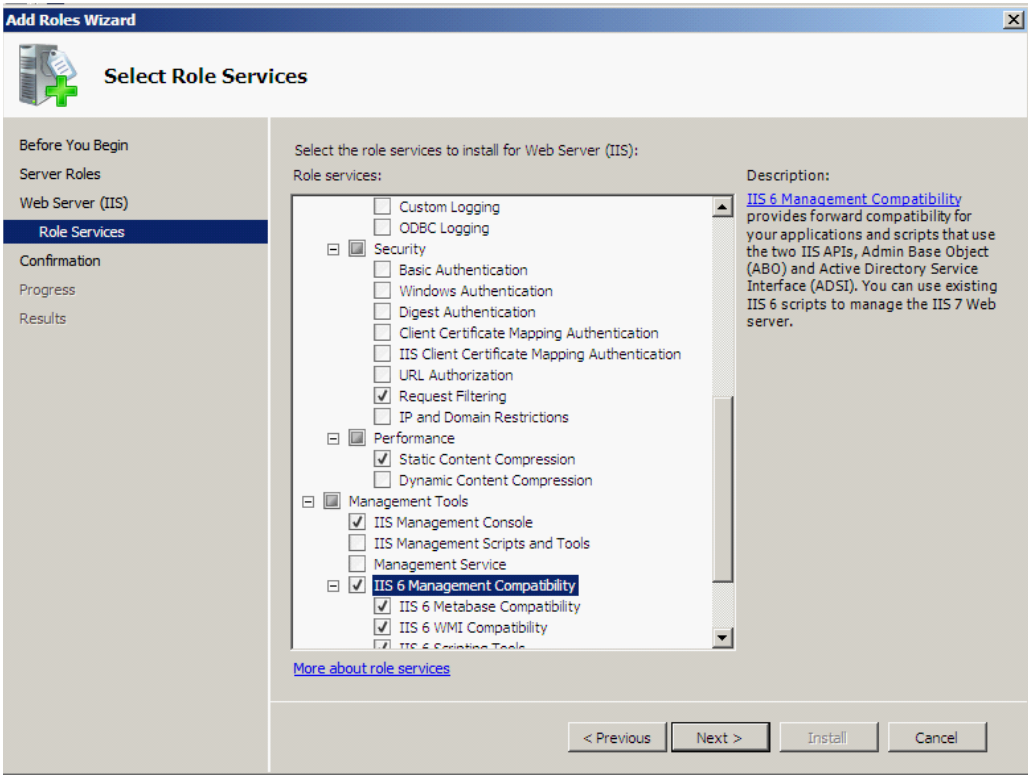 Add Roles Wizard
Select Role Services
Before You Begin
Server Roles
Web Server (IIS)
Role Services
Confirmation
Progress
Results
Select the role services to install for Web Server (IIS):
Role services:
Custom Logging
ODBC Logging
Security
Basic Authentication
Windows Authentication
Digest Authentication
Client Certificate Mapping Authentication
IIS Client Certificate Mapping Authentication
URL Authorization
Request Filtering
IP and Domain Restrictions
Performance
Static Content Compression
Dynamic Content Compression
Management Tools
IIS Management Console
IIS Management Scripts and Tools
Management Service
IIS 6 Management Compatibility
IIS 6 Metabase Compatibility
IIS 6 WMI Compatibility
IIS 6 Scripting Tools
More about role services
Description:
IIS 6 Management Compatibility
provides forward compatibility for
your applications and scripts that use
the two IIS APIs, Admin Base Object
(ABO) and Active Directory Service
Interface (ADSI). You can use existing
IIS 6 scripts to manage the IIS 7 Web
server.
< Previous
Next >
Install
Cancel